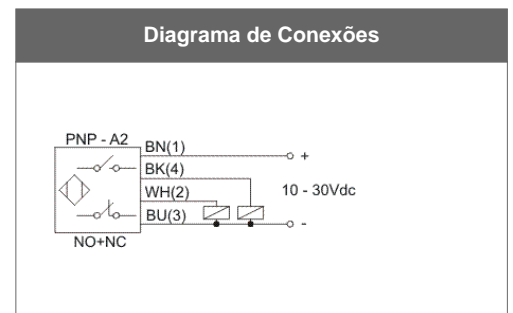 Diagrama de Conexões
PNP - A2
BN(1)
+
BK(4)
WH(2)
10 - 30Vdc
BU(3)
-
NO+NC